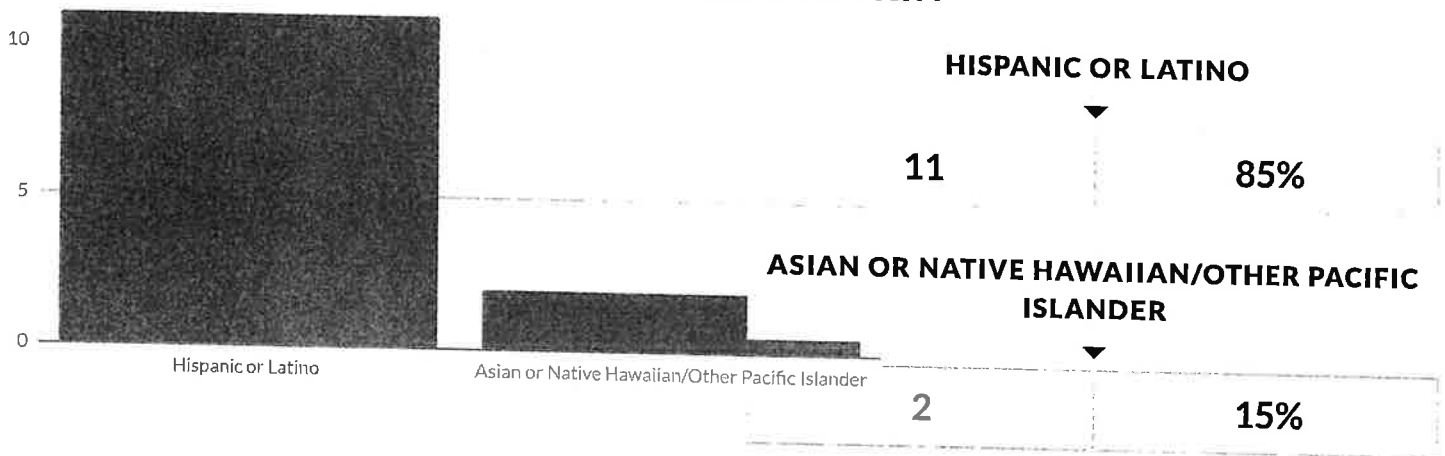 10
5
0
Hispanic or Latino
Asian or Native Hawaiian/Other Pacific Islander
HISPANIC OR LATINO
11 85%
ASIAN OR NATIVE HAWAIIAN/OTHER PACIFIC
ISLANDER
2 15%